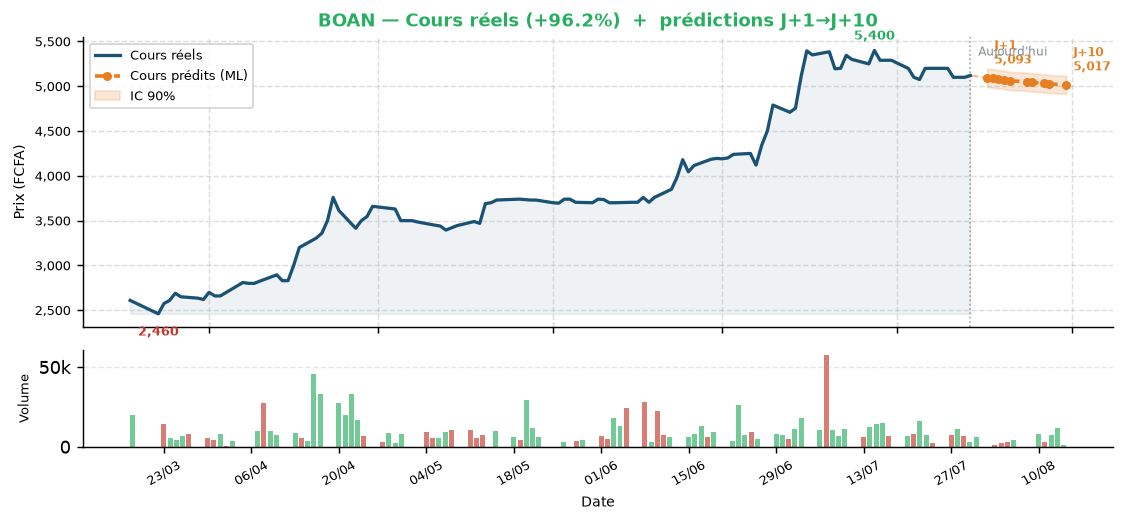 BOAN — Cours réels (+96.2%)  +  prédictions J+1→J+10
5,400
Cours réels
Cours prédits (ML)
IC 90%
Aujourd'hui
J+1
5,093
J+10
5,017
Prix (FCFA)
5,500
5,000
4,500
4,000
3,500
3,000
2,500
2,460
Volume
50k
0
23/03
06/04
20/04
04/05
18/05
01/06
15/06
29/06
13/07
27/07
10/08
Date